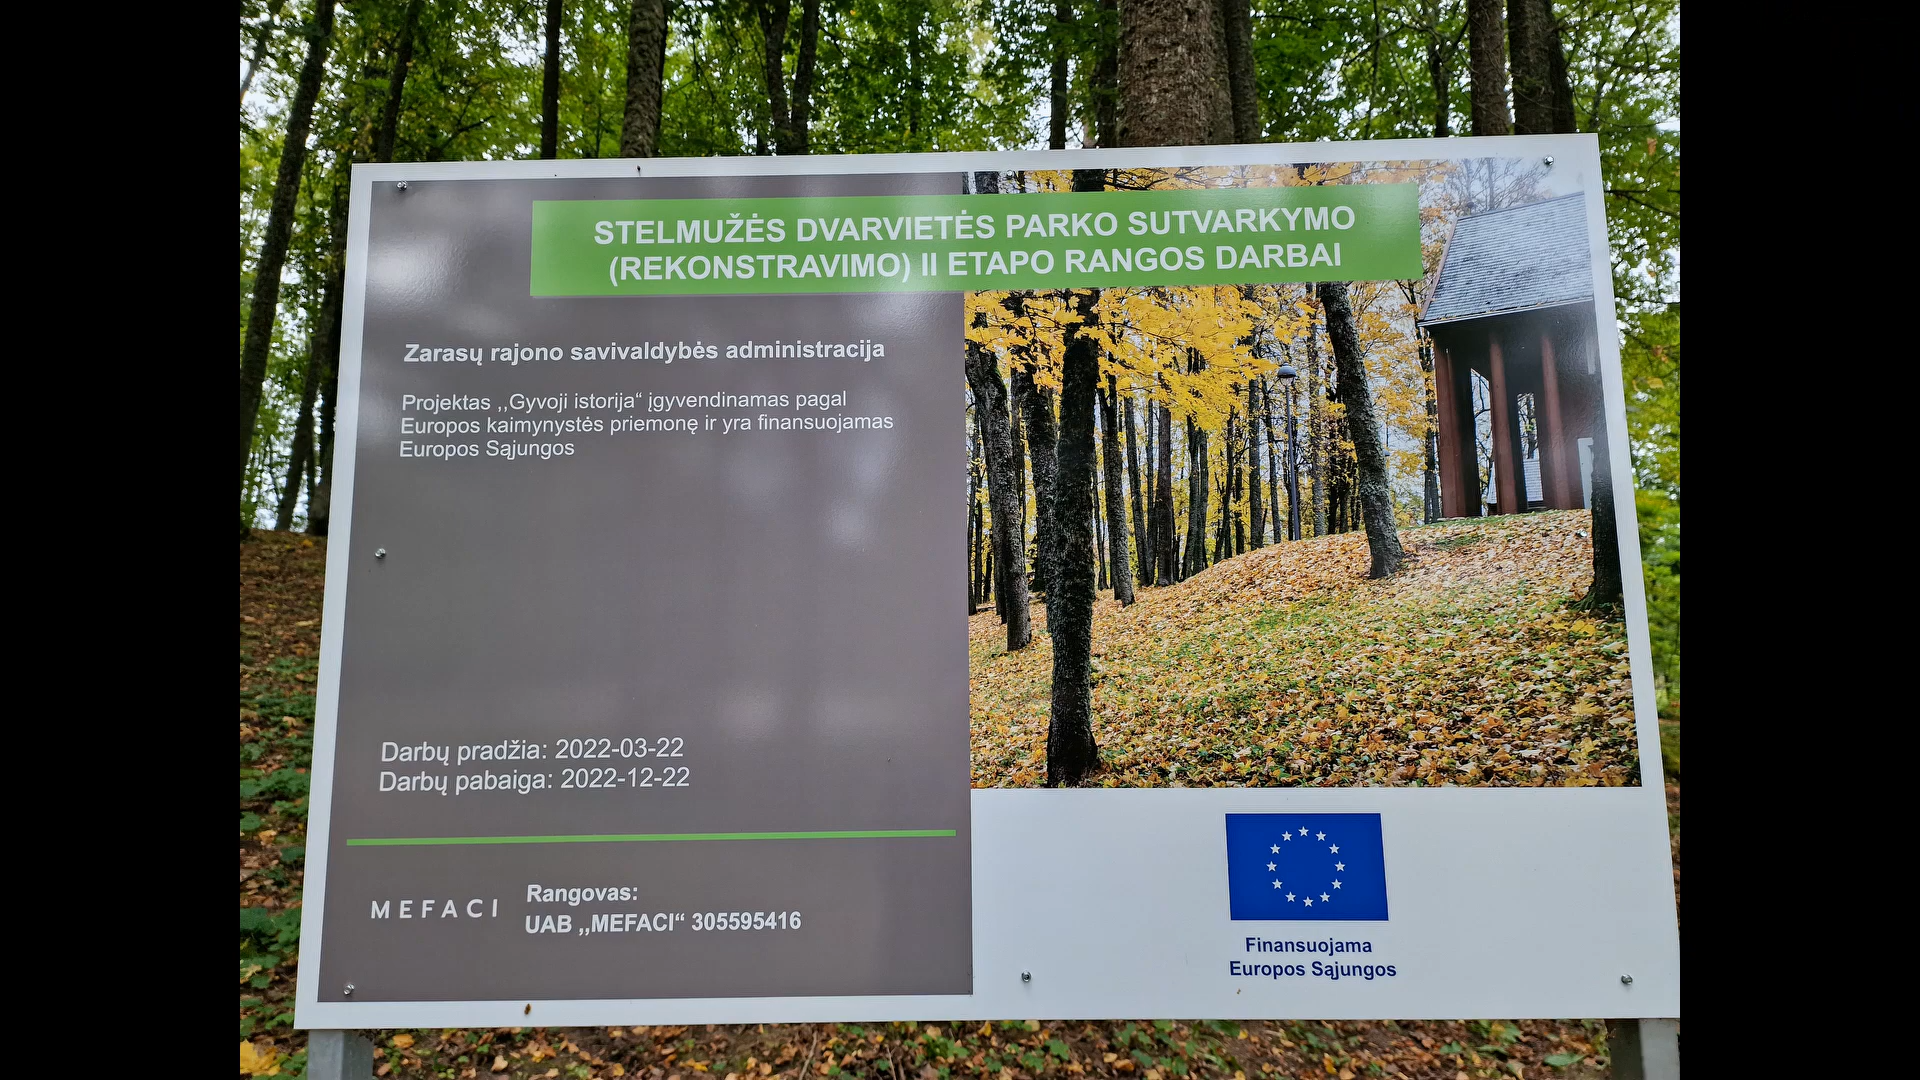 STELMUŽĖS DVARVIETĖS PARKO SUTVARKYMO
(REKONSTRAVIMO) II ETAPO RANGOS DARBAI
Zarasų rajono savivaldybės administracija
Projektas ,,Gyvoji istorija“ įgyvendinamas pagal
Europos kaimynystės priemonę ir yra finansuojamas
Europos Sąjungos
Darbų pradžia: 2022-03-22
Darbų pabaiga: 2022-12-22
MEFACI
Rangovas:
UAB ,,MEFACI“ 305595416
Finansuojama
Europos Sąjungos